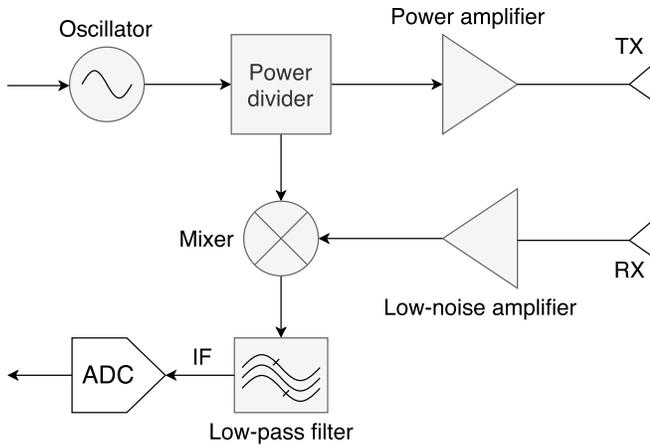 Power amplifier
Oscillator
TX
Power
divider
Mixer
RX
Low-noise amplifier
IF
ADC
Low-pass filter